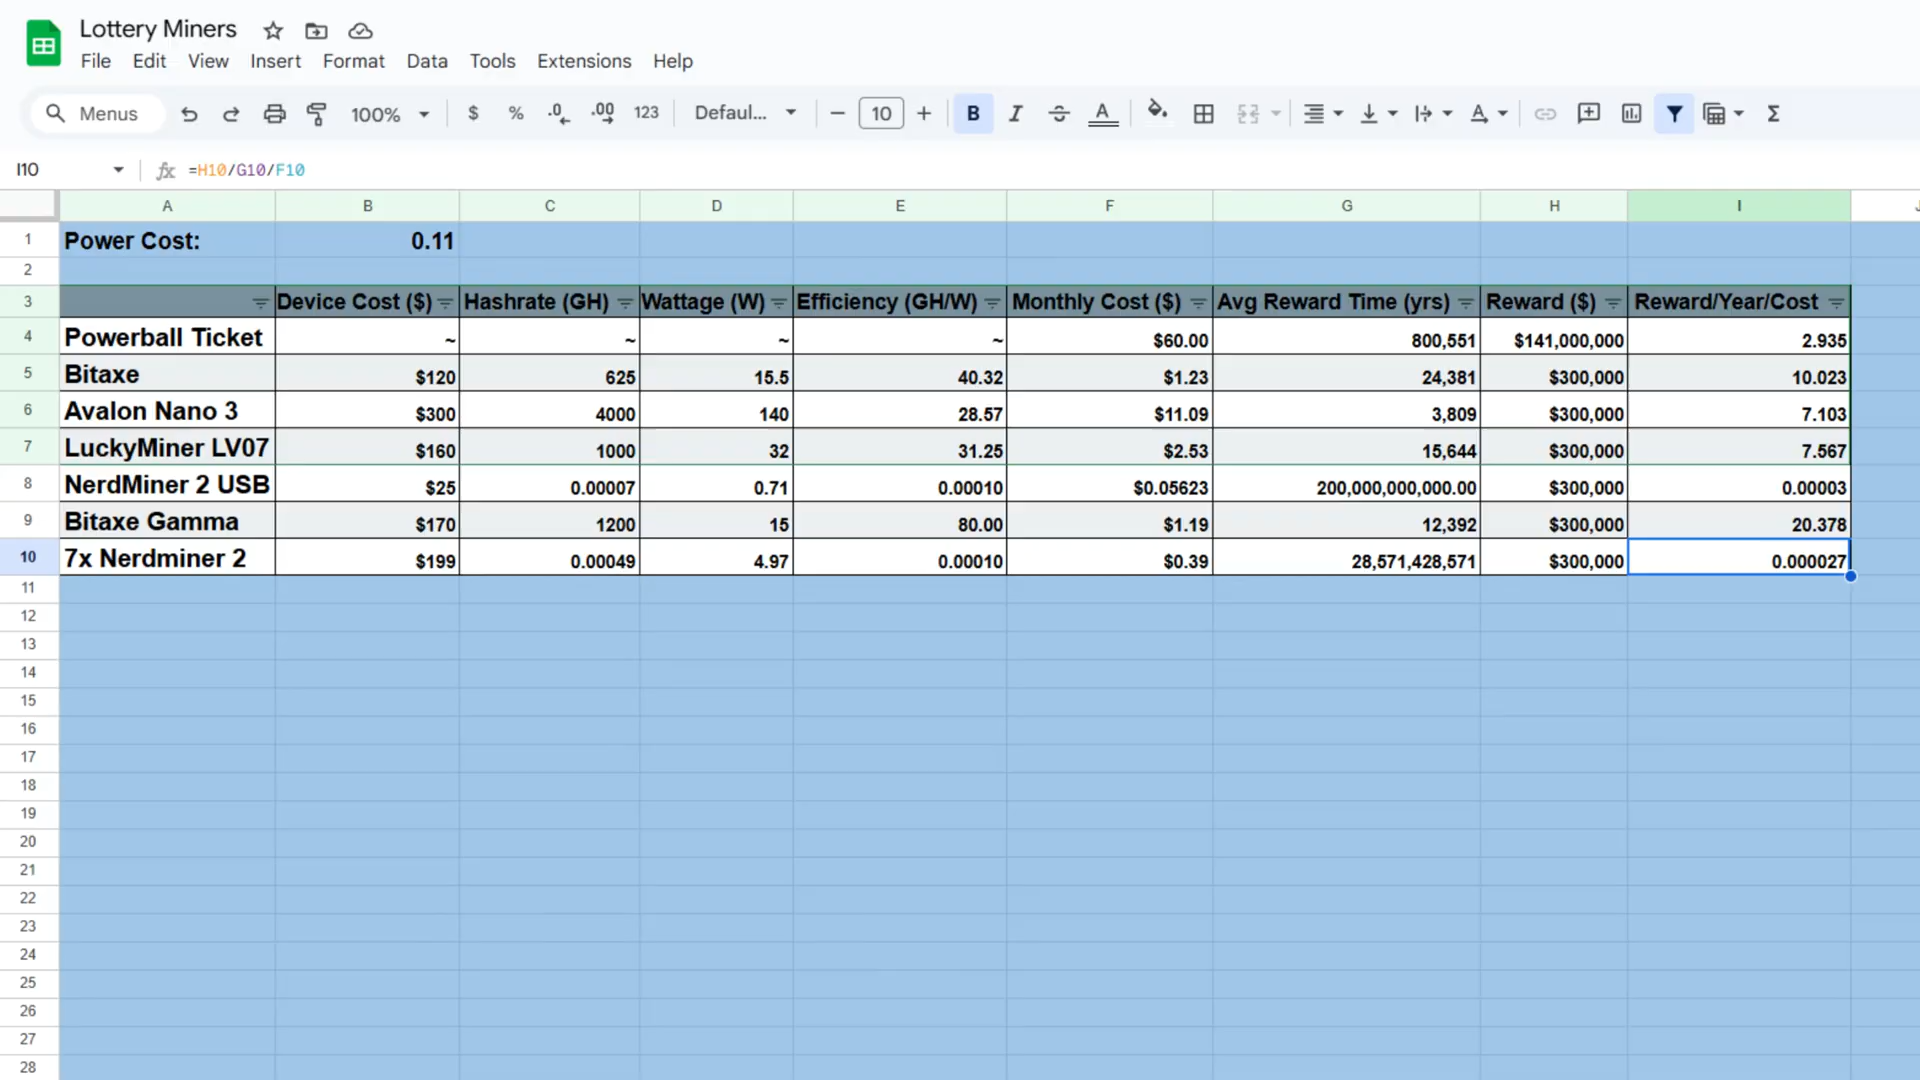 Lottery Miners
File Edit View Insert Format Data Tools Extensions Help
Menus 100% $ % .0 .00 123 Defaul... 10 B I A Σ
I10 fx =H10/G10/F10
A B C D E F G H I
1 Power Cost: 0.11
2
3 Device Cost ($) Hashrate (GH) Wattage (W) Efficiency (GH/W) Monthly Cost ($) Avg Reward Time (yrs) Reward ($) Reward/Year/Cost
4 Powerball Ticket ~ ~ ~ ~ $60.00 800,551 $141,000,000 2.935
5 Bitaxe $120 625 15.5 40.32 $1.23 24,381 $300,000 10.023
6 Avalon Nano 3 $300 4000 140 28.57 $11.09 3,809 $300,000 7.103
7 LuckyMiner LV07 $160 1000 32 31.25 $2.53 15,644 $300,000 7.567
8 NerdMiner 2 USB $25 0.00007 0.71 0.00010 $0.05623 200,000,000,000.00 $300,000 0.00003
9 Bitaxe Gamma $170 1200 15 80.00 $1.19 12,392 $300,000 20.378
10 7x Nerdminer 2 $199 0.00049 4.97 0.00010 $0.39 28,571,428,571 $300,000 0.000027
11
12
13
14
15
16
17
18
19
20
21
22
23
24
25
26
27
28